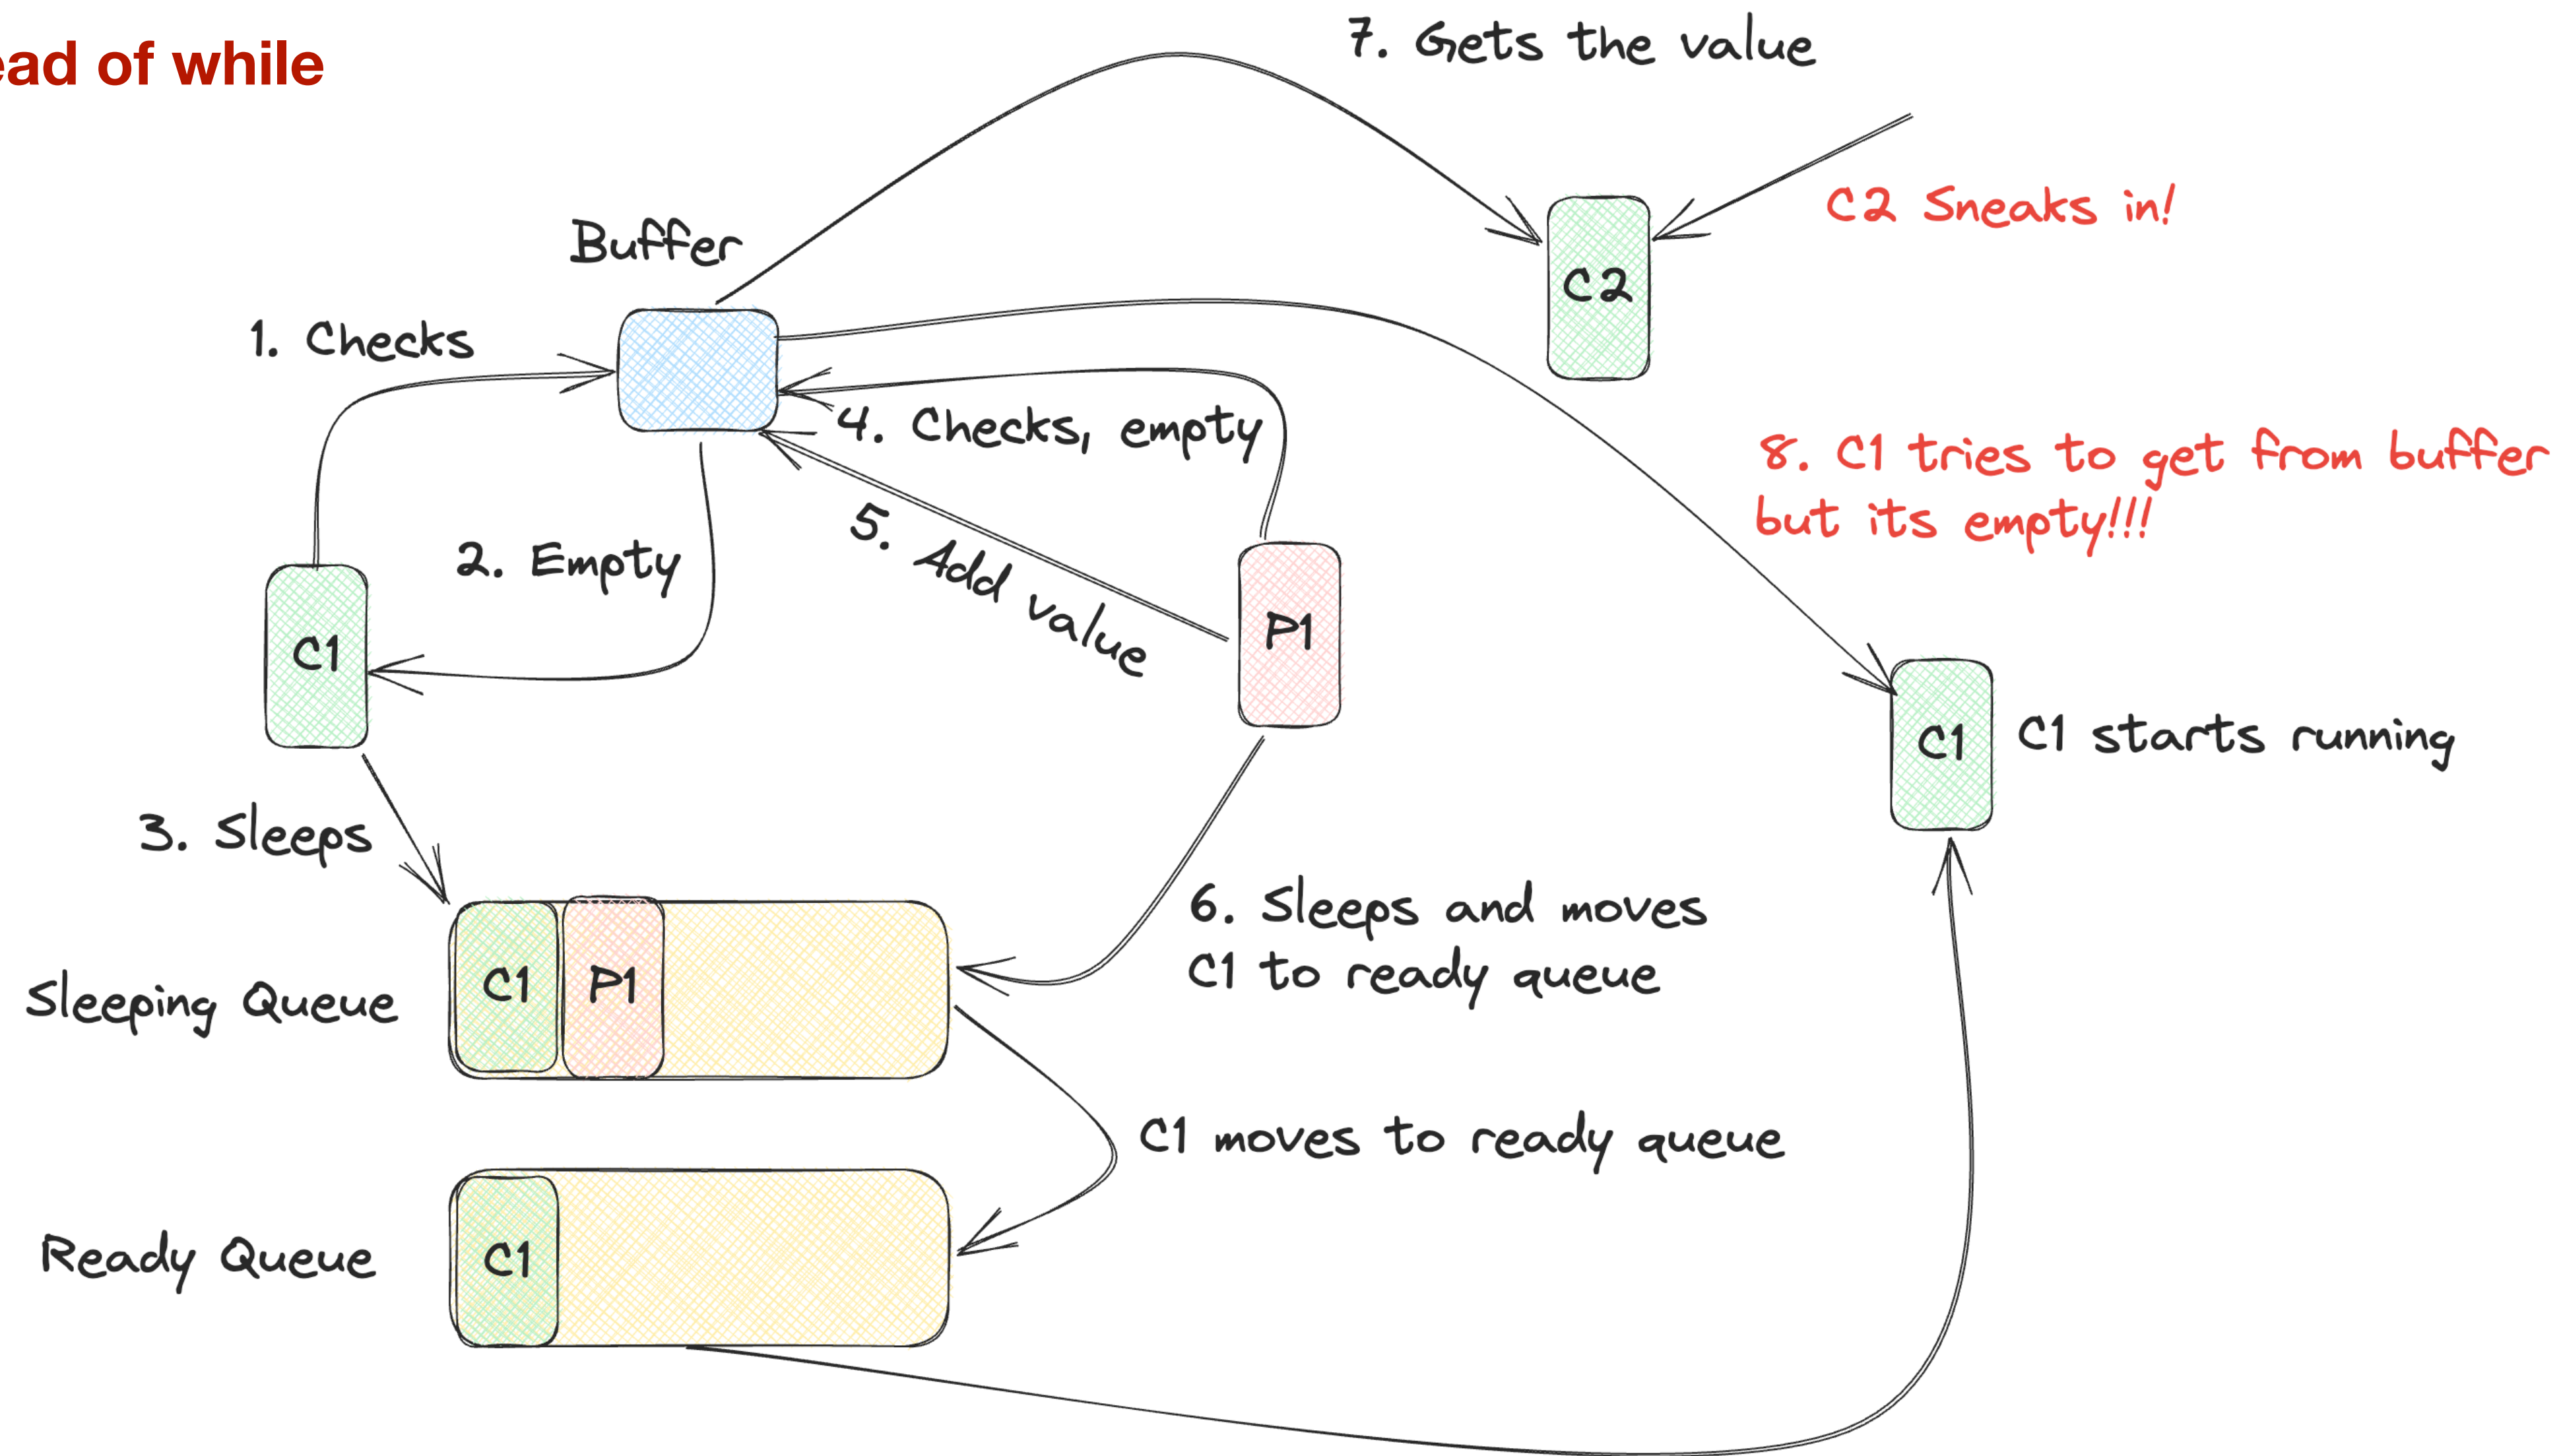 of while
7. Gets the value
C2 Sneaks in!
C2
Buffer
1. Checks
4. Checks, empty
8. C1 tries to get from buffer
but its empty!!!
2. Empty
5. Add value
P1
C1
C1
C1 starts running
3. Sleeps
6. Sleeps and moves
C1 to ready queue
Sleeping Queue
C1
P1
C1 moves to ready queue
Ready Queue
C1